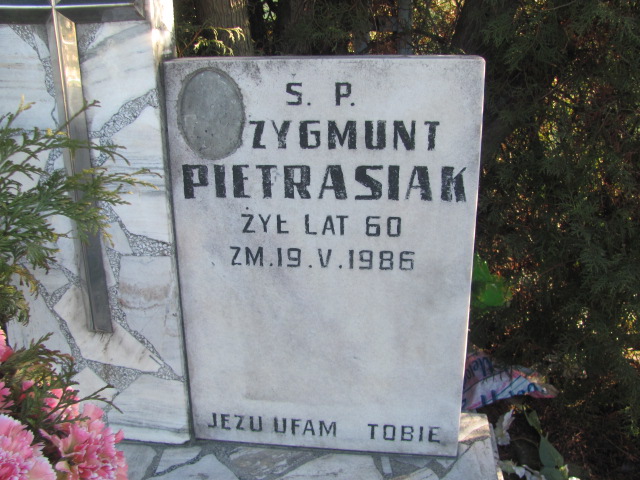 Ś. P.
ZYGMUNT
PIETRASIAK
ŻYŁ LAT 60
ZM. 19. V. 1986
JEZU UFAM TOBIE